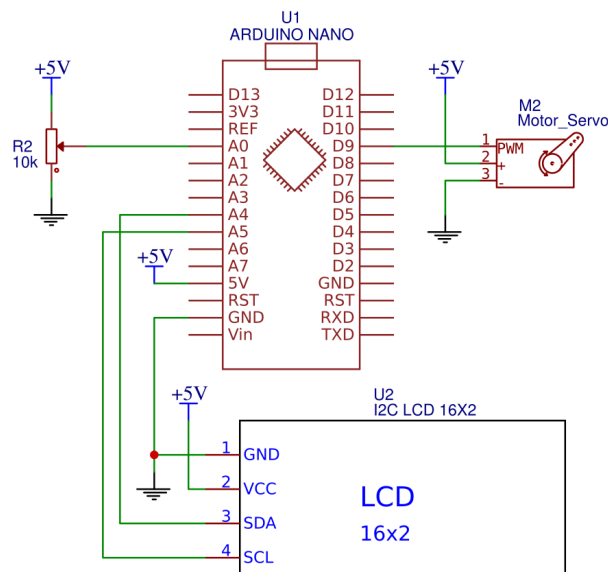 U1
ARDUINO NANO
+5V
R2
10k
D13
3V3
REF
A0
A1
A2
A3
A4
A5
A6
A7
5V
RST
GND
Vin
D12
D11
D10
D9
D8
D7
D6
D5
D4
D3
D2
GND
RST
RXD
TXD
+5V
M2
Motor_Servo
1 PWM
2 +
3 -
+5V
+5V
U2
I2C LCD 16X2
1 GND
2 VCC
3 SDA
4 SCL
LCD
16x2